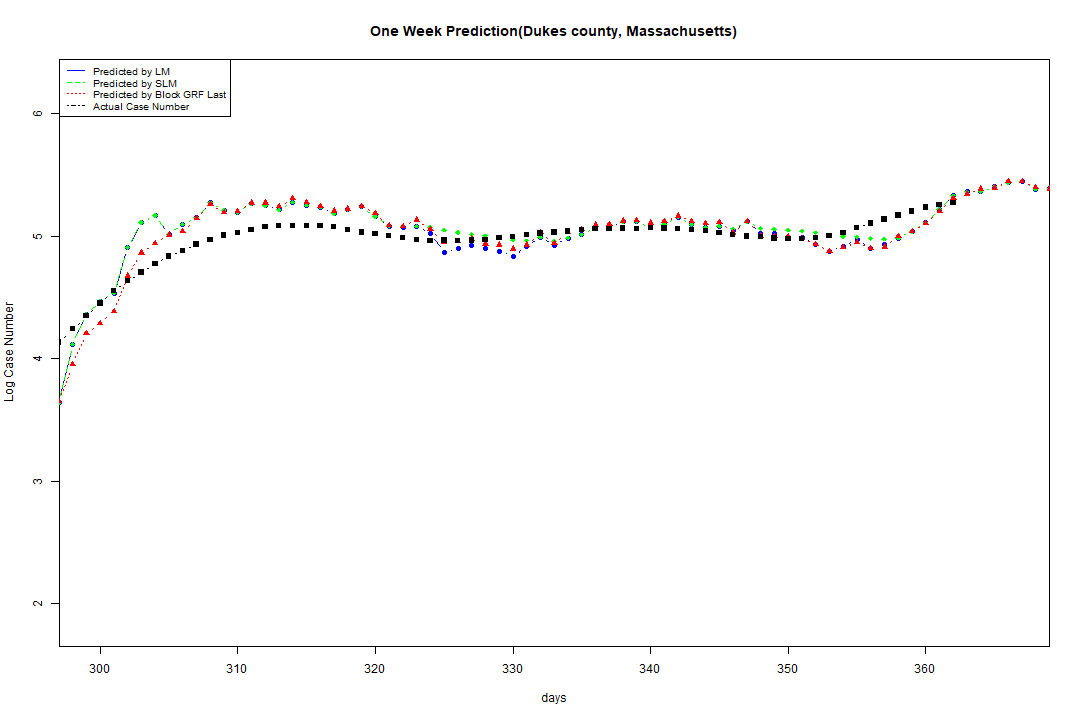 One Week Prediction(Dukes county, Massachusetts)
Predicted by LM
Predicted by SLM
Predicted by Block GRF Last
Actual Case Number
6
5
4
3
2
Log Case Number
300 310 320 330 340 350 360
days